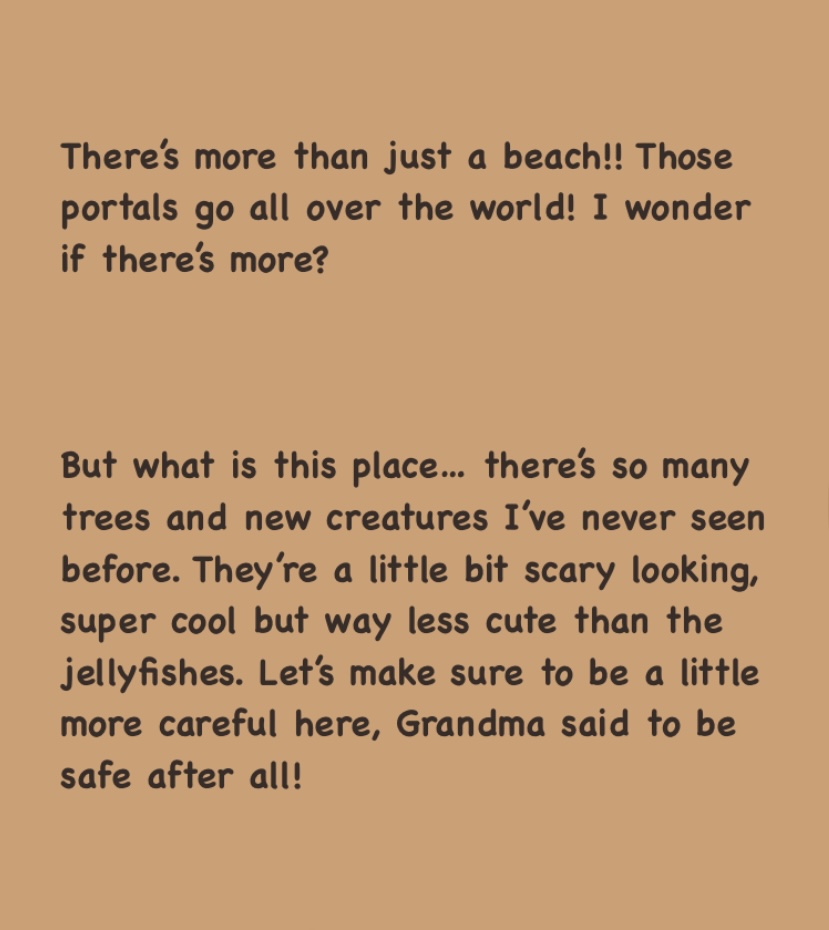 There's more than just a beach!! Those
portals go all over the world! I wonder
if there's more?
But what is this place... there's so many
trees and new creatures I've never seen
before. They're a little bit scary looking,
super cool but way less cute than the
jellyfishes. Let's make sure to be a little
more careful here, Grandma said to be
safe after all!